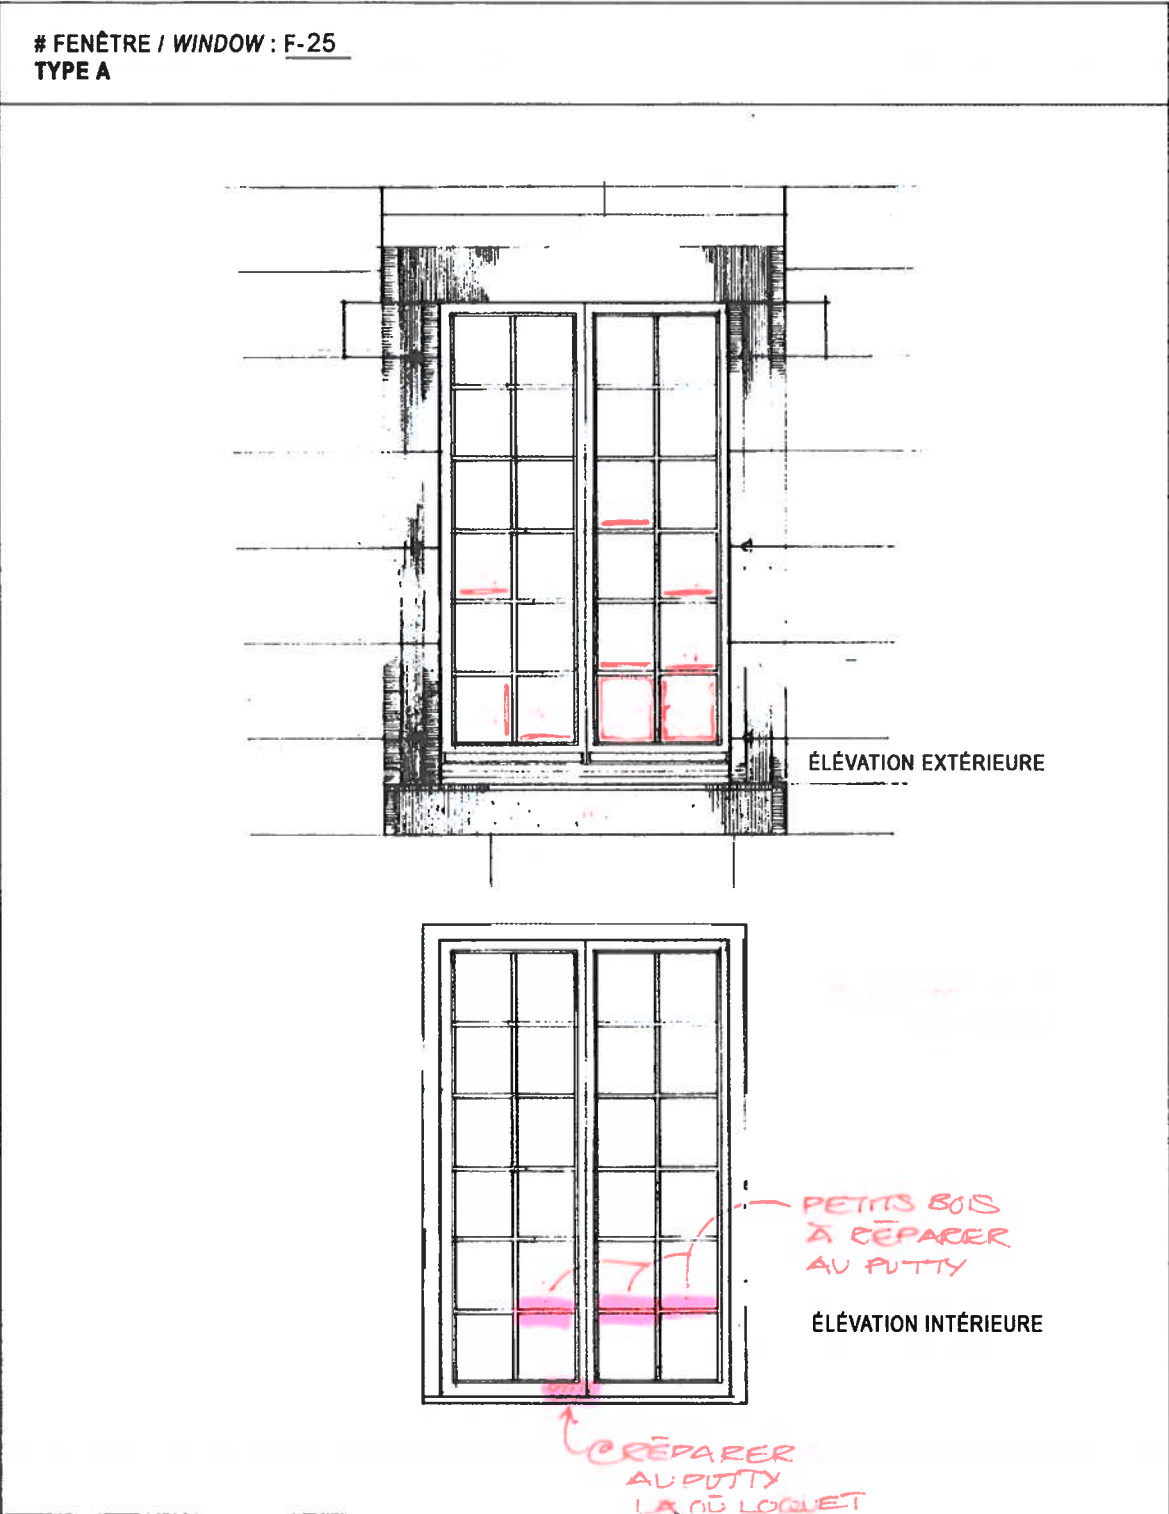 # FENÊTRE / WINDOW : F-25
TYPE A
ÉLÉVATION EXTÉRIEURE
PETITS BOIS
À RÉPARER
AU PUTTY
ÉLÉVATION INTÉRIEURE
RÉPARER
AU PUTTY
LÀ OÙ LOQUET